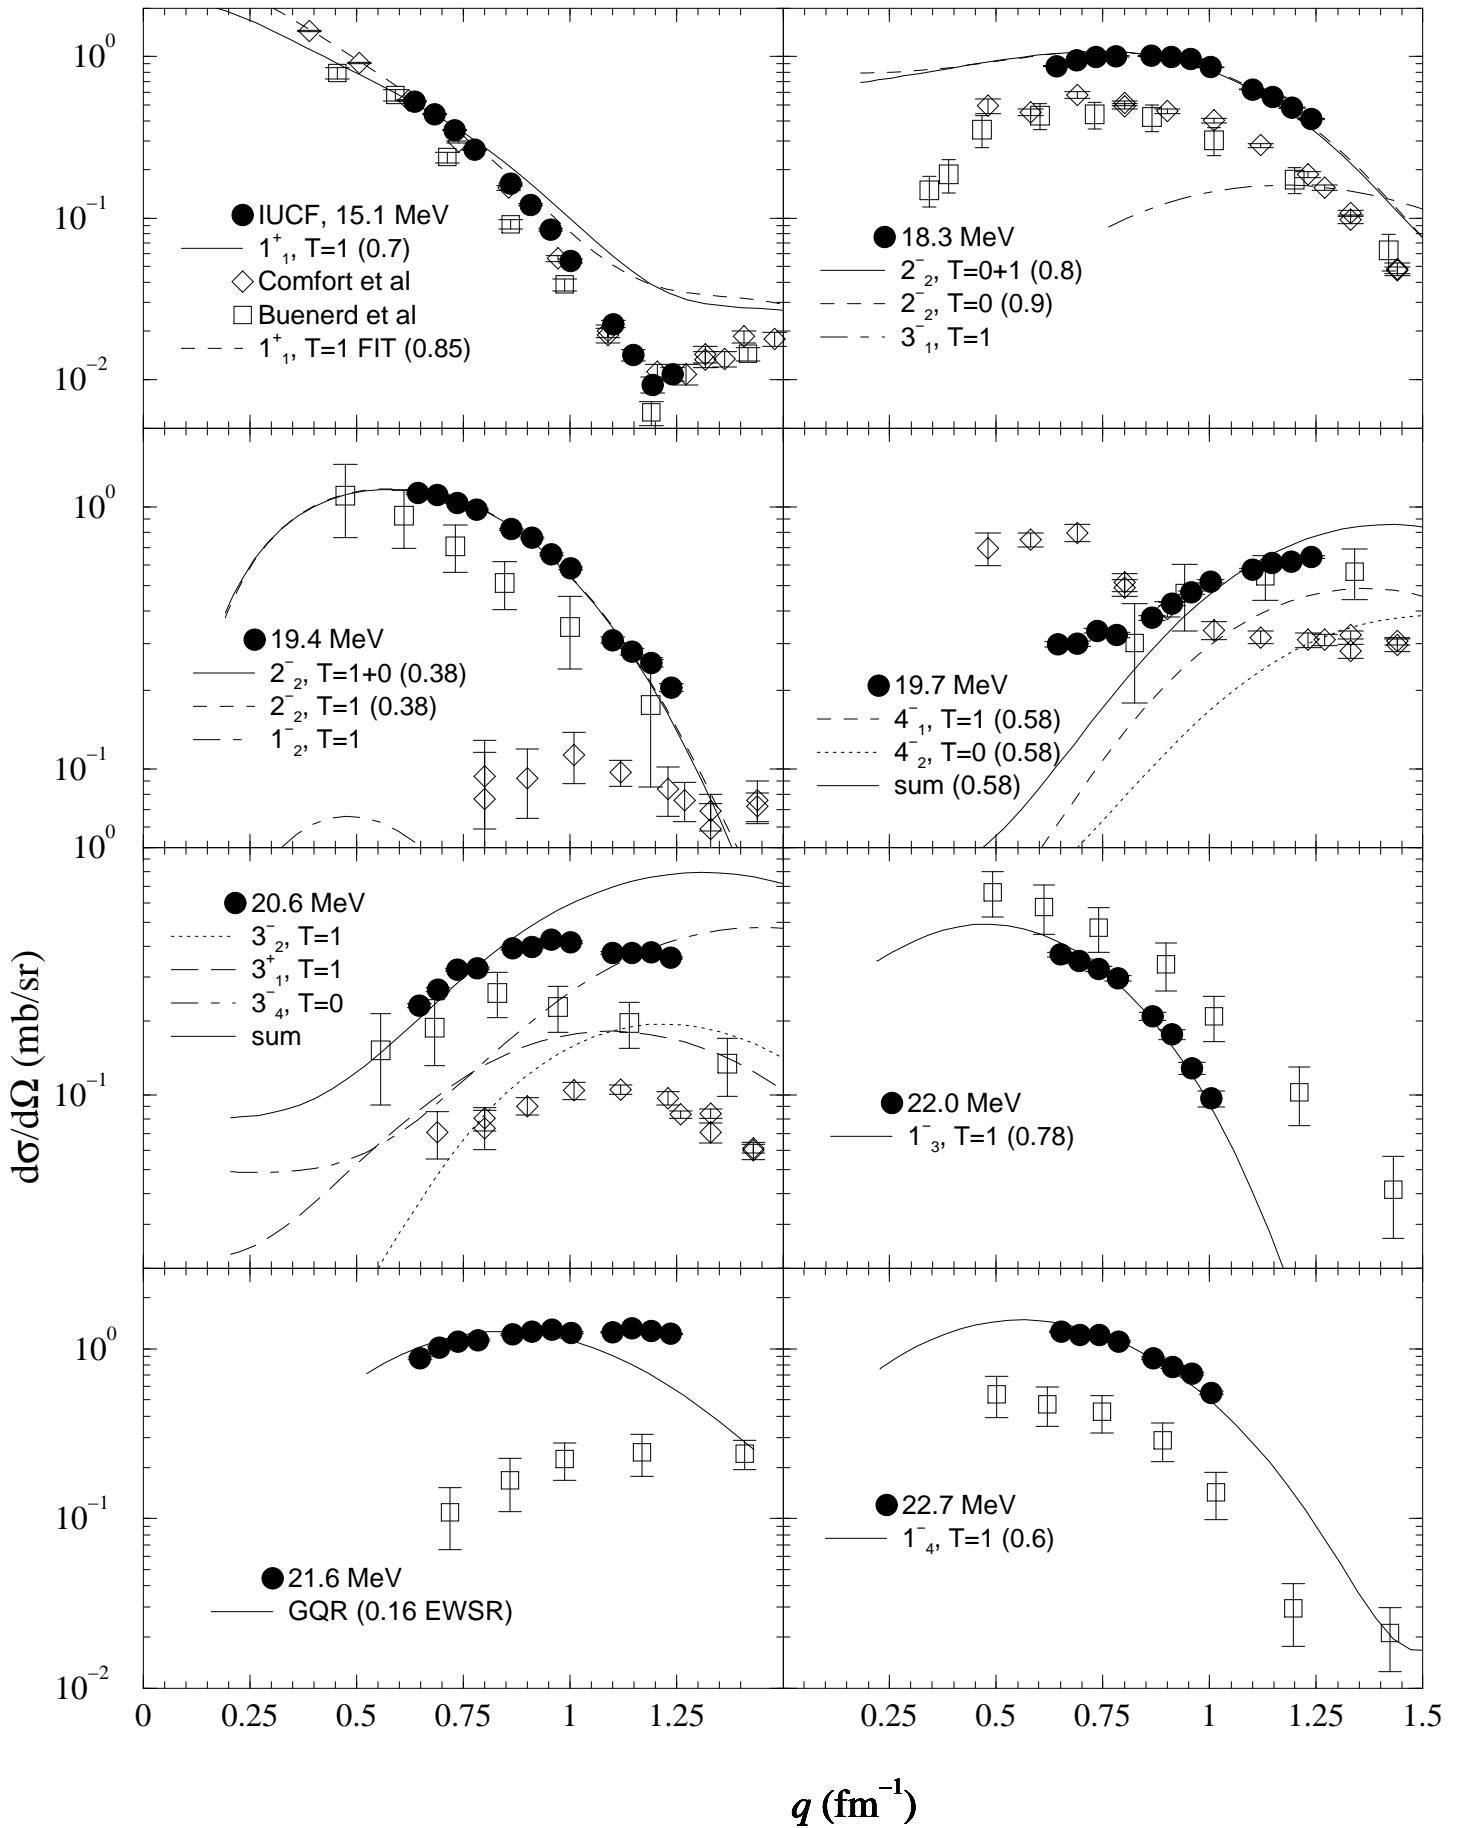 10^0
10^−1
10^−2
IUCF, 15.1 MeV
1^+_1, T=1 (0.7)
Comfort et al
Buenerd et al
1^+_1, T=1 FIT (0.85)
18.3 MeV
2^−_2, T=0+1 (0.8)
2^−_2, T=0 (0.9)
3^−_1, T=1
10^0
10^−1
10^0
19.4 MeV
2^−_2, T=1+0 (0.38)
2^−_2, T=1 (0.38)
1^−_2, T=1
19.7 MeV
4^−_1, T=1 (0.58)
4^−_2, T=0 (0.58)
sum (0.58)
dσ/dΩ (mb/sr)
10^−1
20.6 MeV
3^−_2, T=1
3^+_1, T=1
3^−_4, T=0
sum
22.0 MeV
1^−_3, T=1 (0.78)
10^0
10^−1
10^−2
21.6 MeV
GQR (0.16 EWSR)
22.7 MeV
1^−_4, T=1 (0.6)
0 0.25 0.5 0.75 1 1.25 0.25 0.5 0.75 1 1.25 1.5
q (fm^−1)